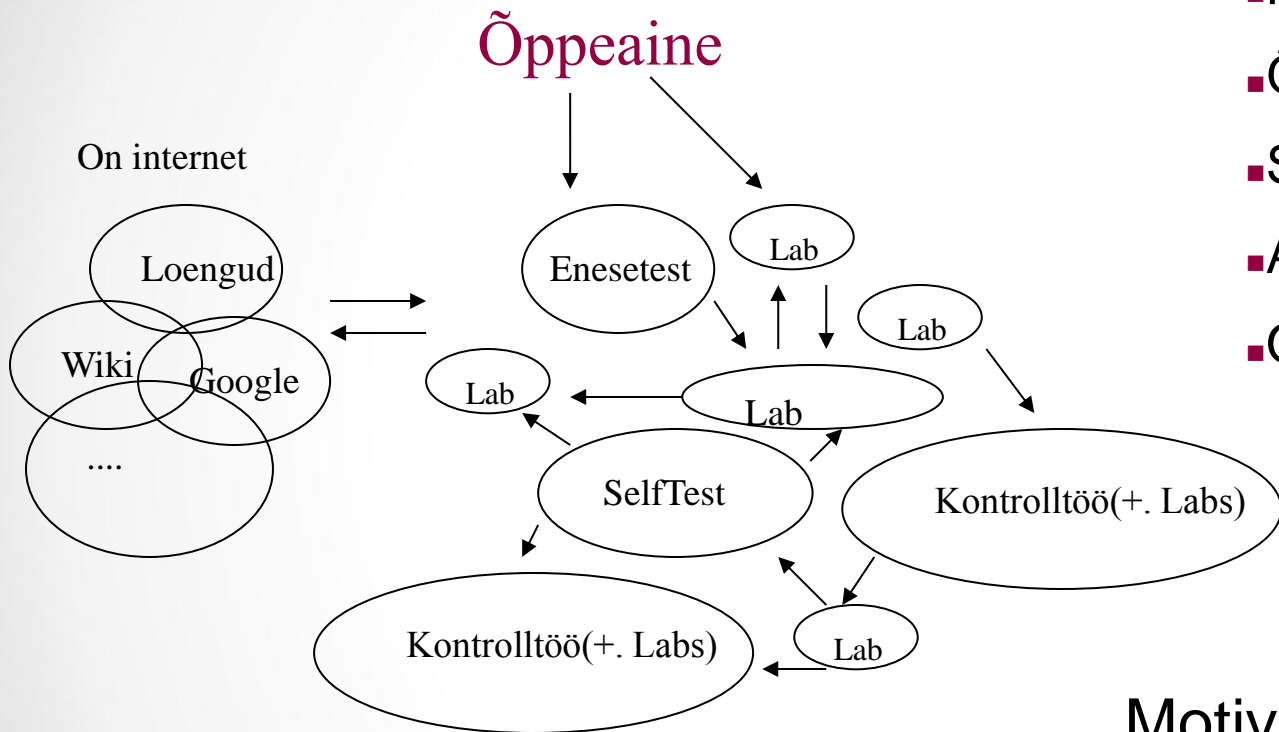 Õppeaine
On internet
Loengud
Wiki
Google
....
Enesetest
Lab
Lab
Lab
Lab
SelfTest
Kontrolltöö(+. Labs)
Kontrolltöö(+. Labs)
Lab